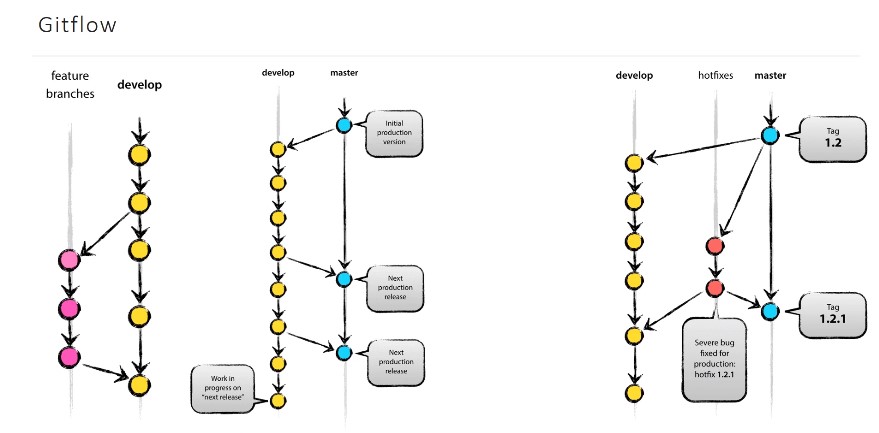 Gitflow
feature
branches
develop
develop
master
Initial
production
version
Next
production
release
Next
production
release
Work in
progress on
"next release"
develop
hotfixes
master
Tag
1.2
Tag
1.2.1
Severe bug
fixed for
production:
hotfix 1.2.1